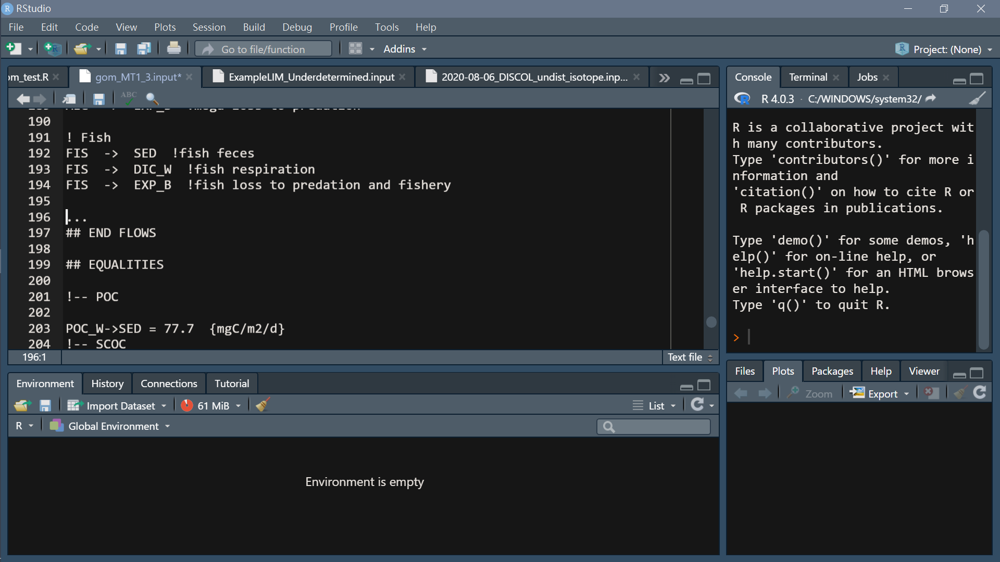 RStudio
File Edit Code View Plots Session Build Debug Profile Tools Help
Go to file/function Addins Project: (None)
om_test.R gom_MT1_3.input* ExampleLIM_Underdetermined.input 2020-08-06_DISCOL_undist_isotope.inp...
ABC
190
191 ! Fish
192 FIS -> SED !fish feces
193 FIS -> DIC_W !fish respiration
194 FIS -> EXP_B !fish loss to predation and fishery
195
196 ...
197 ## END FLOWS
198
199 ## EQUALITIES
200
201 !-- POC
202
203 POC_W->SED = 77.7 {mgC/m2/d}
204 !-- SCOC
196:1 Text file
Console Terminal Jobs
R 4.0.3 · C:/WINDOWS/system32/
R is a collaborative project wit
h many contributors.
Type 'contributors()' for more i
nformation and
'citation()' on how to cite R or
R packages in publications.
Type 'demo()' for some demos, 'h
elp()' for on-line help, or
'help.start()' for an HTML brows
er interface to help.
Type 'q()' to quit R.
>
Environment History Connections Tutorial
Import Dataset 61 MiB List
R Global Environment
Environment is empty
Files Plots Packages Help Viewer
Zoom Export